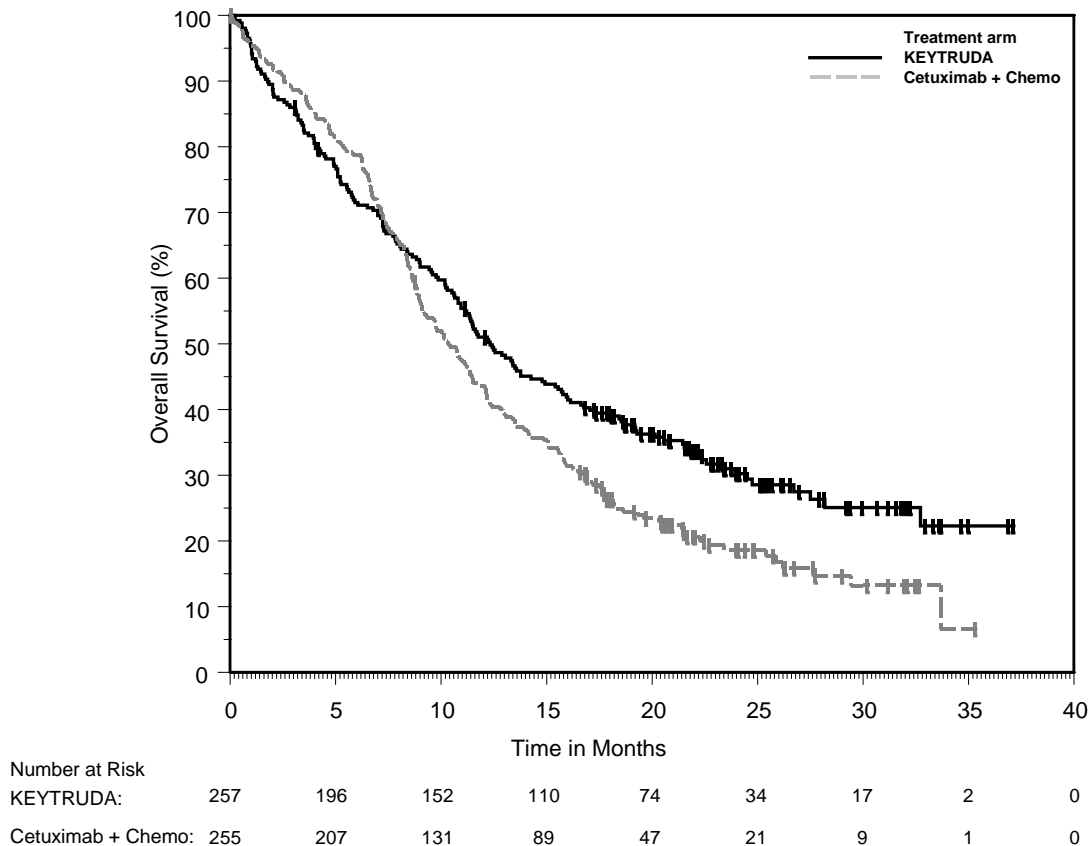 100
90
80
70
60
50
40
30
20
10
0
Overall Survival (%)
Treatment arm
KEYTRUDA
Cetuximab + Chemo
0 5 10 15 20 25 30 35 40
Time in Months
Number at Risk
KEYTRUDA: 257 196 152 110 74 34 17 2 0
Cetuximab + Chemo: 255 207 131 89 47 21 9 1 0